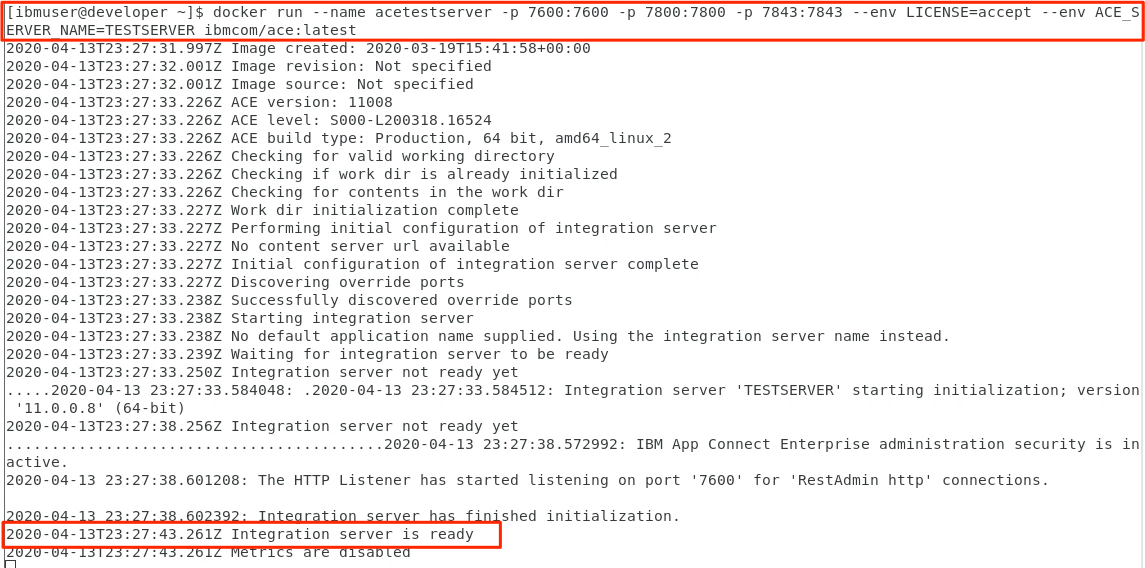 [ibmuser@developer ~]$ docker run --name acetestserver -p 7600:7600 -p 7800:7800 -p 7843:7843 --env LICENSE=accept --env ACE_S
ERVER_NAME=TESTSERVER ibmcom/ace:latest
2020-04-13T23:27:31.997Z Image created: 2020-03-19T15:41:58+00:00
2020-04-13T23:27:32.001Z Image revision: Not specified
2020-04-13T23:27:32.001Z Image source: Not specified
2020-04-13T23:27:33.226Z ACE version: 11008
2020-04-13T23:27:33.226Z ACE level: S000-L200318.16524
2020-04-13T23:27:33.226Z ACE build type: Production, 64 bit, amd64_linux_2
2020-04-13T23:27:33.226Z Checking for valid working directory
2020-04-13T23:27:33.226Z Checking if work dir is already initialized
2020-04-13T23:27:33.226Z Checking for contents in the work dir
2020-04-13T23:27:33.227Z Work dir initialization complete
2020-04-13T23:27:33.227Z Performing initial configuration of integration server
2020-04-13T23:27:33.227Z No content server url available
2020-04-13T23:27:33.227Z Initial configuration of integration server complete
2020-04-13T23:27:33.227Z Discovering override ports
2020-04-13T23:27:33.238Z Successfully discovered override ports
2020-04-13T23:27:33.238Z Starting integration server
2020-04-13T23:27:33.238Z No default application name supplied. Using the integration server name instead.
2020-04-13T23:27:33.239Z Waiting for integration server to be ready
2020-04-13T23:27:33.250Z Integration server not ready yet
.....2020-04-13 23:27:33.584048: .2020-04-13 23:27:33.584512: Integration server 'TESTSERVER' starting initialization; version
'11.0.0.8' (64-bit)
2020-04-13T23:27:38.256Z Integration server not ready yet
..........................................2020-04-13 23:27:38.572992: IBM App Connect Enterprise administration security is in
active.
2020-04-13 23:27:38.601208: The HTTP Listener has started listening on port '7600' for 'RestAdmin http' connections.
2020-04-13 23:27:38.602392: Integration server has finished initialization.
2020-04-13T23:27:43.261Z Integration server is ready
2020-04-13T23:27:43.261Z Metrics are disabled